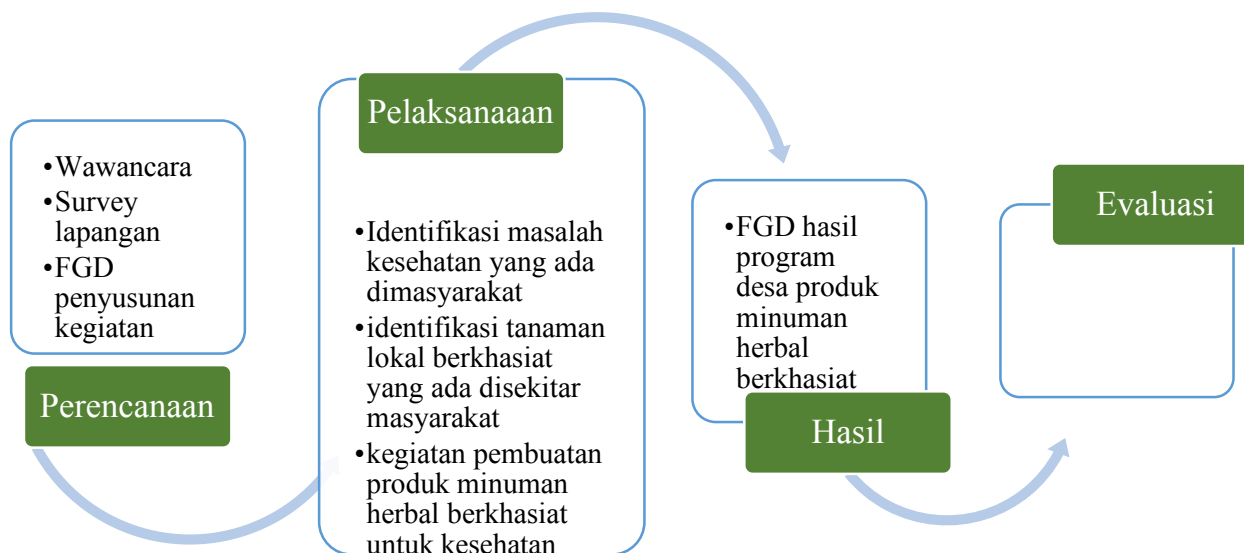 •Wawancara
•Survey
lapangan
•FGD
penyusunan
kegiatan
Perencanaan
Pelaksanaaan
•Identifikasi masalah
kesehatan yang ada
dimasyarakat
•identifikasi tanaman
lokal berkhasiat
yang ada disekitar
masyarakat
•kegiatan pembuatan
produk minuman
herbal berkhasiat
untuk kesehatan
•FGD hasil
program
desa produk
minuman
herbal
berkhasiat
Hasil
Evaluasi